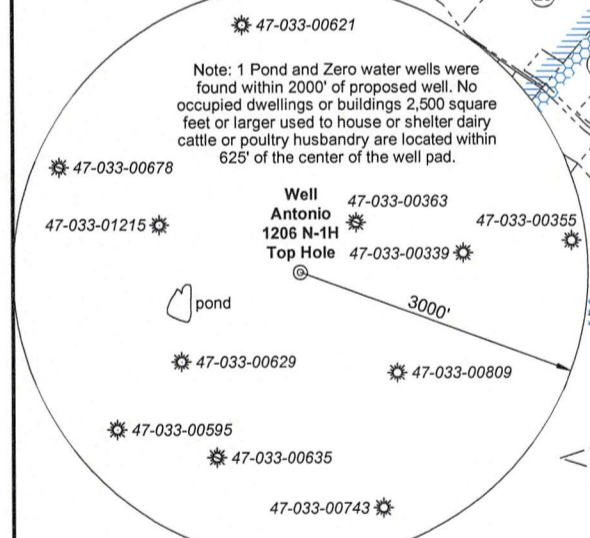 47-033-00621
Note: 1 Pond and Zero water wells were
found within 2000' of proposed well. No
occupied dwellings or buildings 2,500 square
feet or larger used to house or shelter dairy
cattle or poultry husbandry are located within
625' of the center of the well pad.
47-033-00678
Well
Antonio
1206 N-1H
Top Hole
47-033-00363
47-033-00355
47-033-01215
47-033-00339
pond
3000'
47-033-00629
47-033-00809
47-033-00595
47-033-00635
47-033-00743